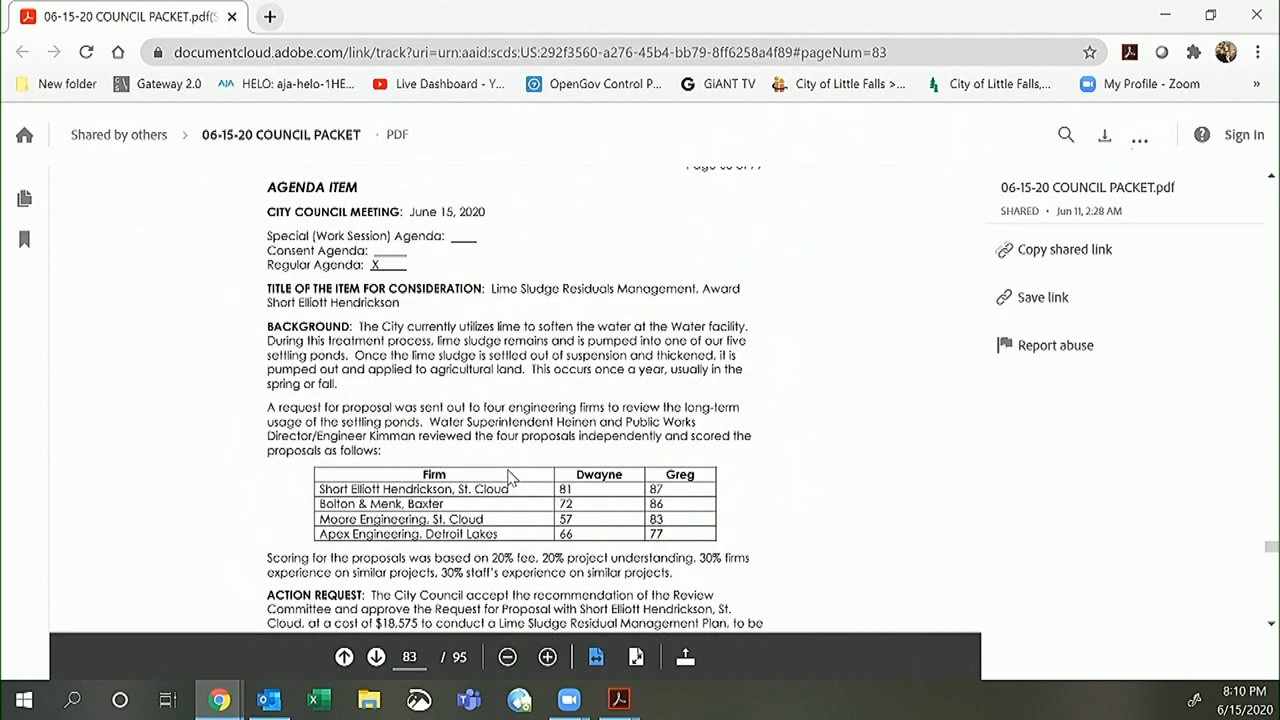 06-15-20 COUNCIL PACKET.pdf(S
documentcloud.adobe.com/link/track?uri=urn:aaid:scds:US:292f3560-a276-45b4-bb79-8ff6258a4f89#pageNum=83
New folder Gateway 2.0 AJA HELO: aja-helo-1HE... Live Dashboard - Y... OpenGov Control P... G GIANT TV City of Little Falls >... City of Little Falls,... My Profile - Zoom »
Shared by others > 06-15-20 COUNCIL PACKET · PDF ... Sign In
AGENDA ITEM
CITY COUNCIL MEETING: June 15, 2020
Special (Work Session) Agenda: ____
Consent Agenda: _____
Regular Agenda: X____
TITLE OF THE ITEM FOR CONSIDERATION: Lime Sludge Residuals Management, Award
Short Elliott Hendrickson
BACKGROUND: The City currently utilizes lime to soften the water at the Water facility.
During this treatment process, lime sludge remains and is pumped into one of our five
settling ponds. Once the lime sludge is settled out of suspension and thickened, it is
pumped out and applied to agricultural land. This occurs once a year, usually in the
spring or fall.
A request for proposal was sent out to four engineering firms to review the long-term
usage of the settling ponds. Water Superintendent Heinen and Public Works
Director/Engineer Kimman reviewed the four proposals independently and scored the
proposals as follows:
Firm Dwayne Greg
Short Elliott Hendrickson, St. Cloud 81 87
Bolton & Menk, Baxter 72 86
Moore Engineering, St. Cloud 57 83
Apex Engineering, Detroit Lakes 66 77
Scoring for the proposals was based on 20% fee, 20% project understanding, 30% firms
experience on similar projects, 30% staff's experience on similar projects.
ACTION REQUEST: The City Council accept the recommendation of the Review
Committee and approve the Request for Proposal with Short Elliott Hendrickson, St.
Cloud, at a cost of $18,575 to conduct a Lime Sludge Residual Management Plan, to be
06-15-20 COUNCIL PACKET.pdf
SHARED · Jun 11, 2:28 AM
Copy shared link
Save link
Report abuse
83 / 95
8:10 PM
6/15/2020